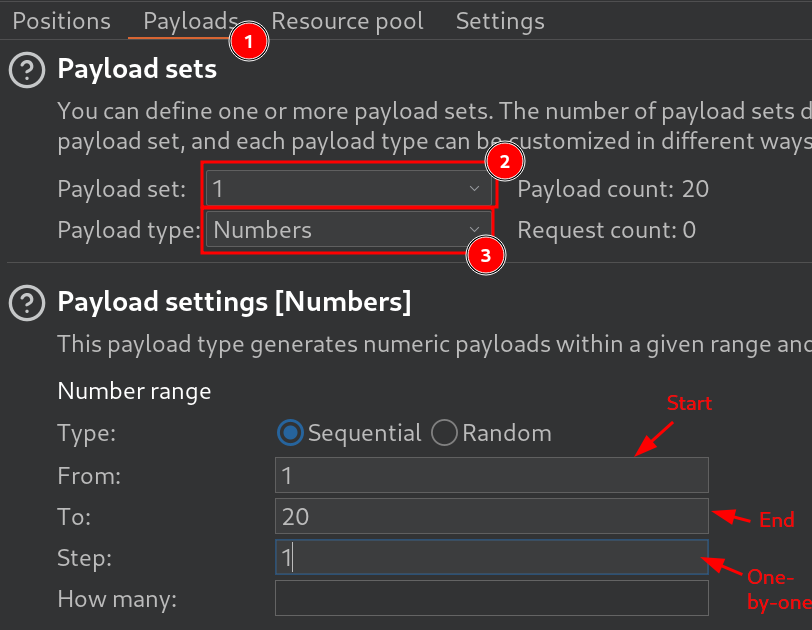 Positions Payloads Resource pool Settings
1
Payload sets
You can define one or more payload sets. The number of payload sets d
payload set, and each payload type can be customized in different ways
2
Payload set: 1 Payload count: 20
Payload type: Numbers Request count: 0
3
Payload settings [Numbers]
This payload type generates numeric payloads within a given range and
Number range
Start
Type: Sequential Random
From: 1
To: 20 End
Step: 1
One-
by-one
How many: